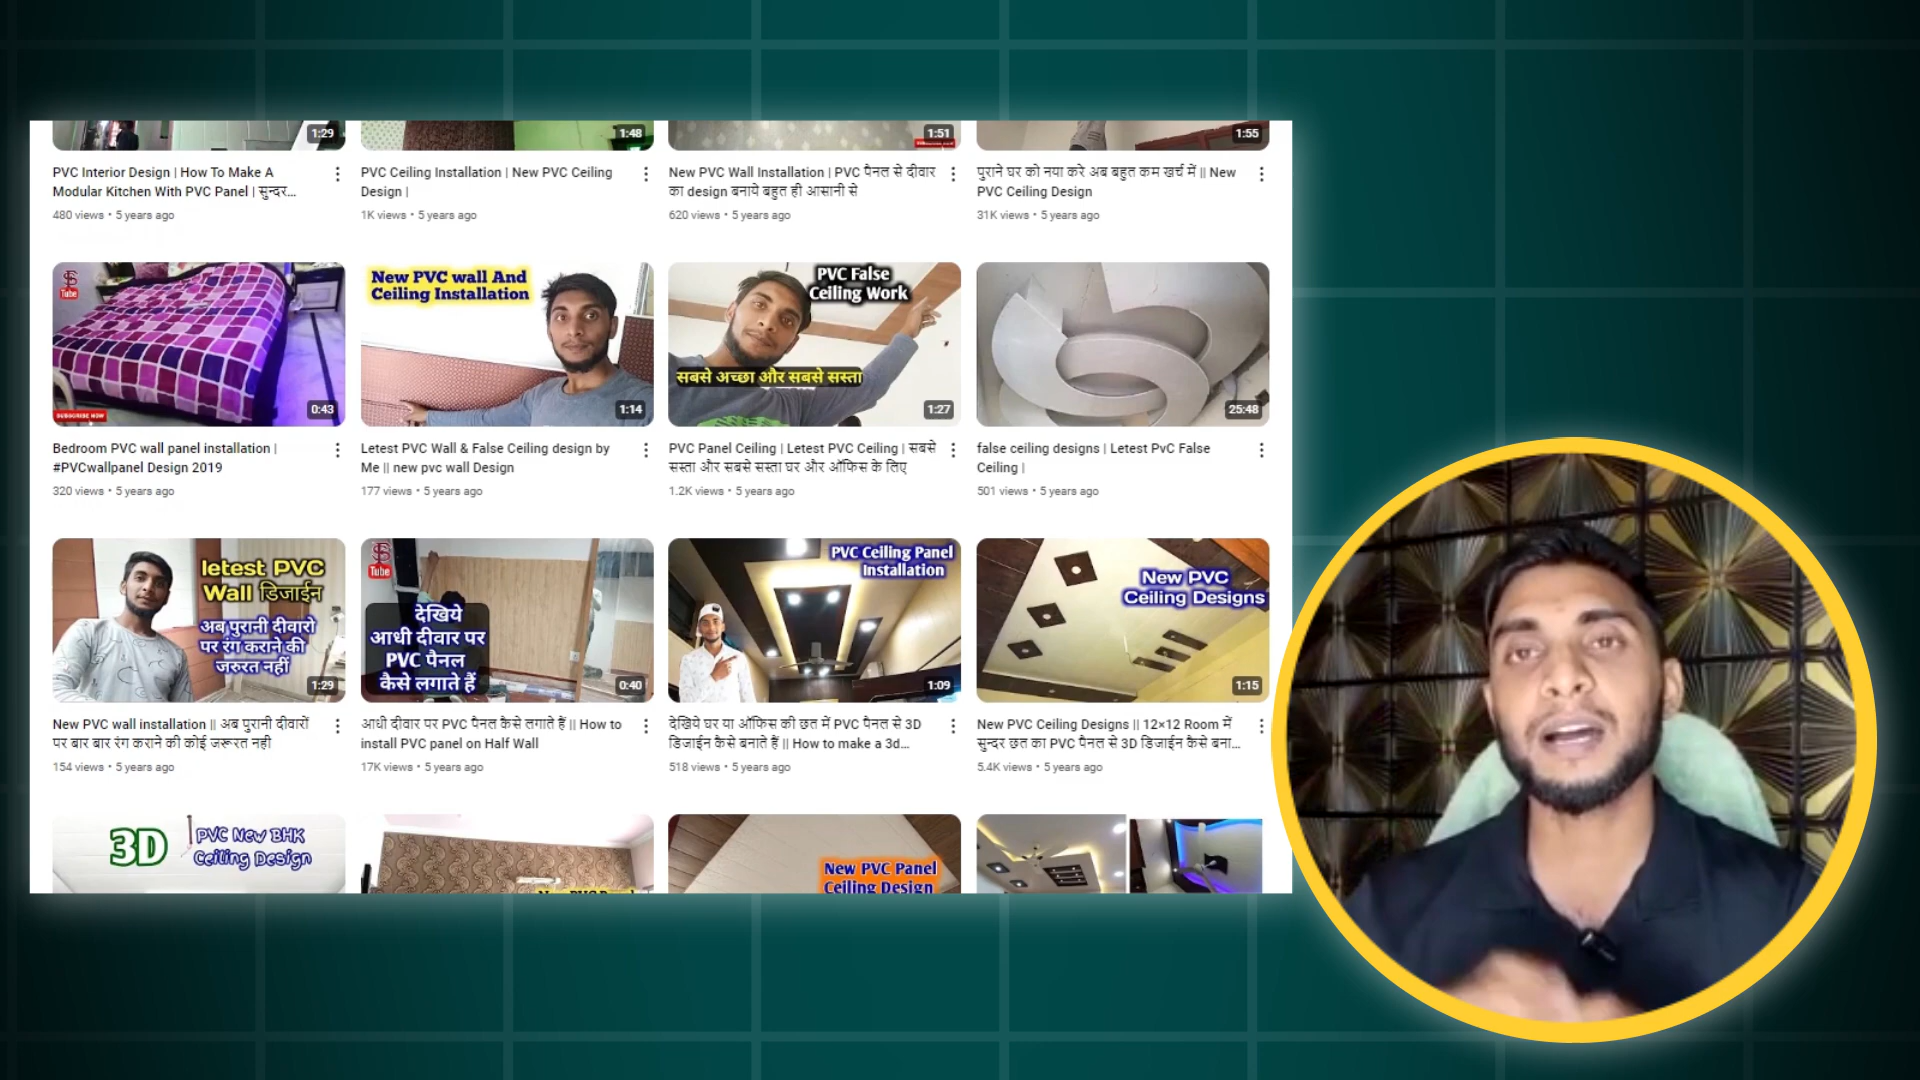 1:29
1:48
1:51
1:55
PVC Interior Design | How To Make A
Modular Kitchen With PVC Panel | सुन्दर...
480 views • 5 years ago
PVC Ceiling Installation | New PVC Ceiling
Design |
1K views • 5 years ago
New PVC Wall Installation | PVC पैनल से दीवार
का design बनाये बहुत ही आसानी से
620 views • 5 years ago
पुराने घर को नया करे अब बहुत कम खर्च में || New
PVC Ceiling Design
31K views • 5 years ago
Tube
SUBSCRIBE NOW
0:43
New PVC wall And
Ceiling Installation
1:14
PVC False
Ceiling Work
सबसे अच्छा और सबसे सस्ता
1:27
25:48
Bedroom PVC wall panel installation |
#PVCwallpanel Design 2019
320 views • 5 years ago
Letest PVC Wall & False Ceiling design by
Me || new pvc wall Design
177 views • 5 years ago
PVC Panel Ceiling | Letest PVC Ceiling | सबसे
सस्ता और सबसे सस्ता घर और ऑफिस के लिए
1.2K views • 5 years ago
false ceiling designs | Letest PvC False
Ceiling |
501 views • 5 years ago
letest PVC
Wall डिजाईन
अब पुरानी दीवारो
पर रंग कराने की
जरुरत नहीं
1:29
Tube
देखिये
आधी दीवार पर
PVC पैनल
कैसे लगाते हैं
0:40
PVC Ceiling Panel
Installation
1:09
New PVC
Ceiling Designs
1:15
New PVC wall installation || अब पुरानी दीवारों
पर बार बार रंग कराने की कोई जरूरत नही
154 views • 5 years ago
आधी दीवार पर PVC पैनल कैसे लगाते हैं || How to
install PVC panel on Half Wall
17K views • 5 years ago
देखिये घर या ऑफिस की छत में PVC पैनल से 3D
डिजाईन कैसे बनाते हैं || How to make a 3d...
518 views • 5 years ago
New PVC Ceiling Designs || 12×12 Room में
सुन्दर छत का PVC पैनल से 3D डिजाईन कैसे बना...
5.4K views • 5 years ago
3D
PVC New BHK
Ceiling Design
New PVC Panel
Ceiling Design